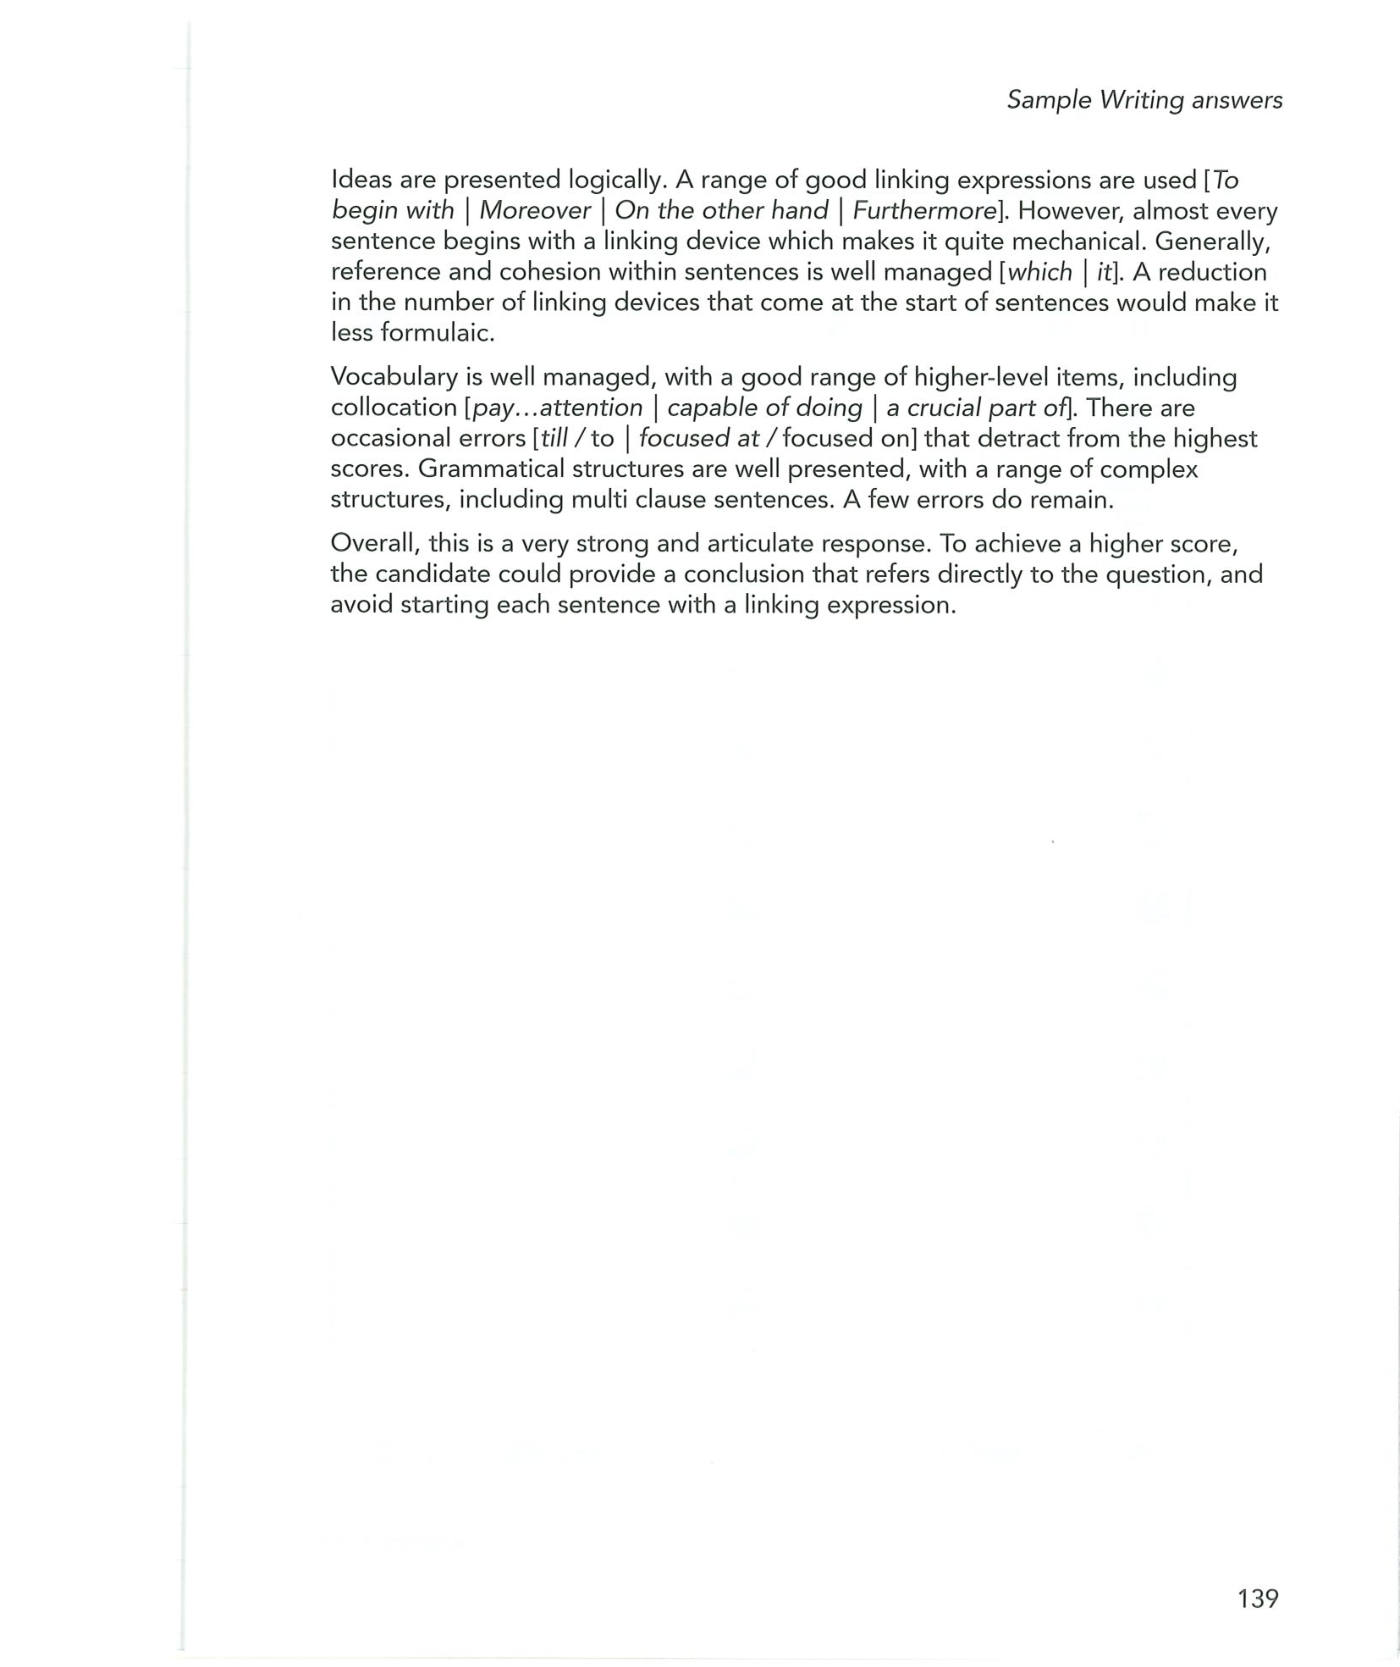 Sample Writing answers
Ideas are presented logically. A range of good linking expressions are used [To
begin with | Moreover | On the other hand | Furthermore]. However, almost every
sentence begins with a linking device which makes it quite mechanical. Generally,
reference and cohesion within sentences is well managed [which | it]. A reduction
in the number of linking devices that come at the start of sentences would make it
less formulaic.
Vocabulary is well managed, with a good range of higher-level items, including
collocation [pay...attention | capable of doing | a crucial part of]. There are
occasional errors [till / to | focused at / focused on] that detract from the highest
scores. Grammatical structures are well presented, with a range of complex
structures, including multi clause sentences. A few errors do remain.
Overall, this is a very strong and articulate response. To achieve a higher score,
the candidate could provide a conclusion that refers directly to the question, and
avoid starting each sentence with a linking expression.
139